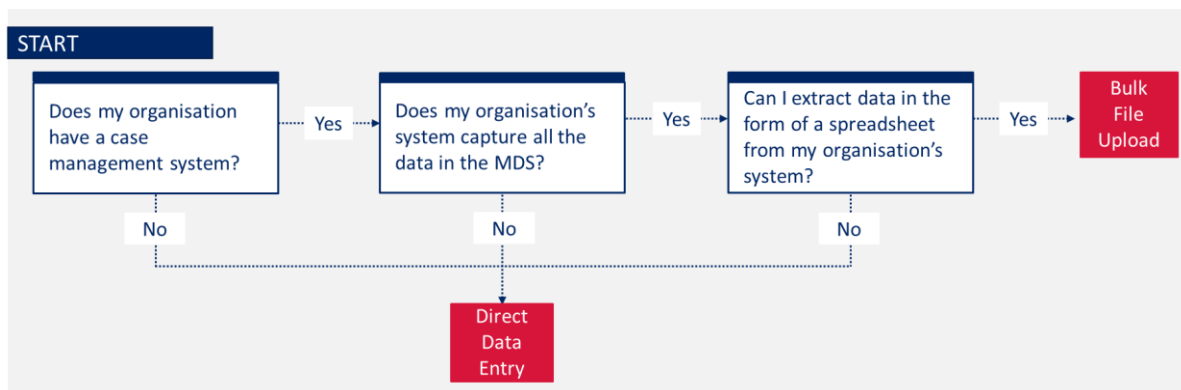 START
Does my organisation
have a case
management system?
Yes
Does my organisation's
system capture all the
data in the MDS?
Yes
Can I extract data in the
form of a spreadsheet
from my organisation's
system?
Yes
Bulk
File
Upload
No
No
No
Direct
Data
Entry